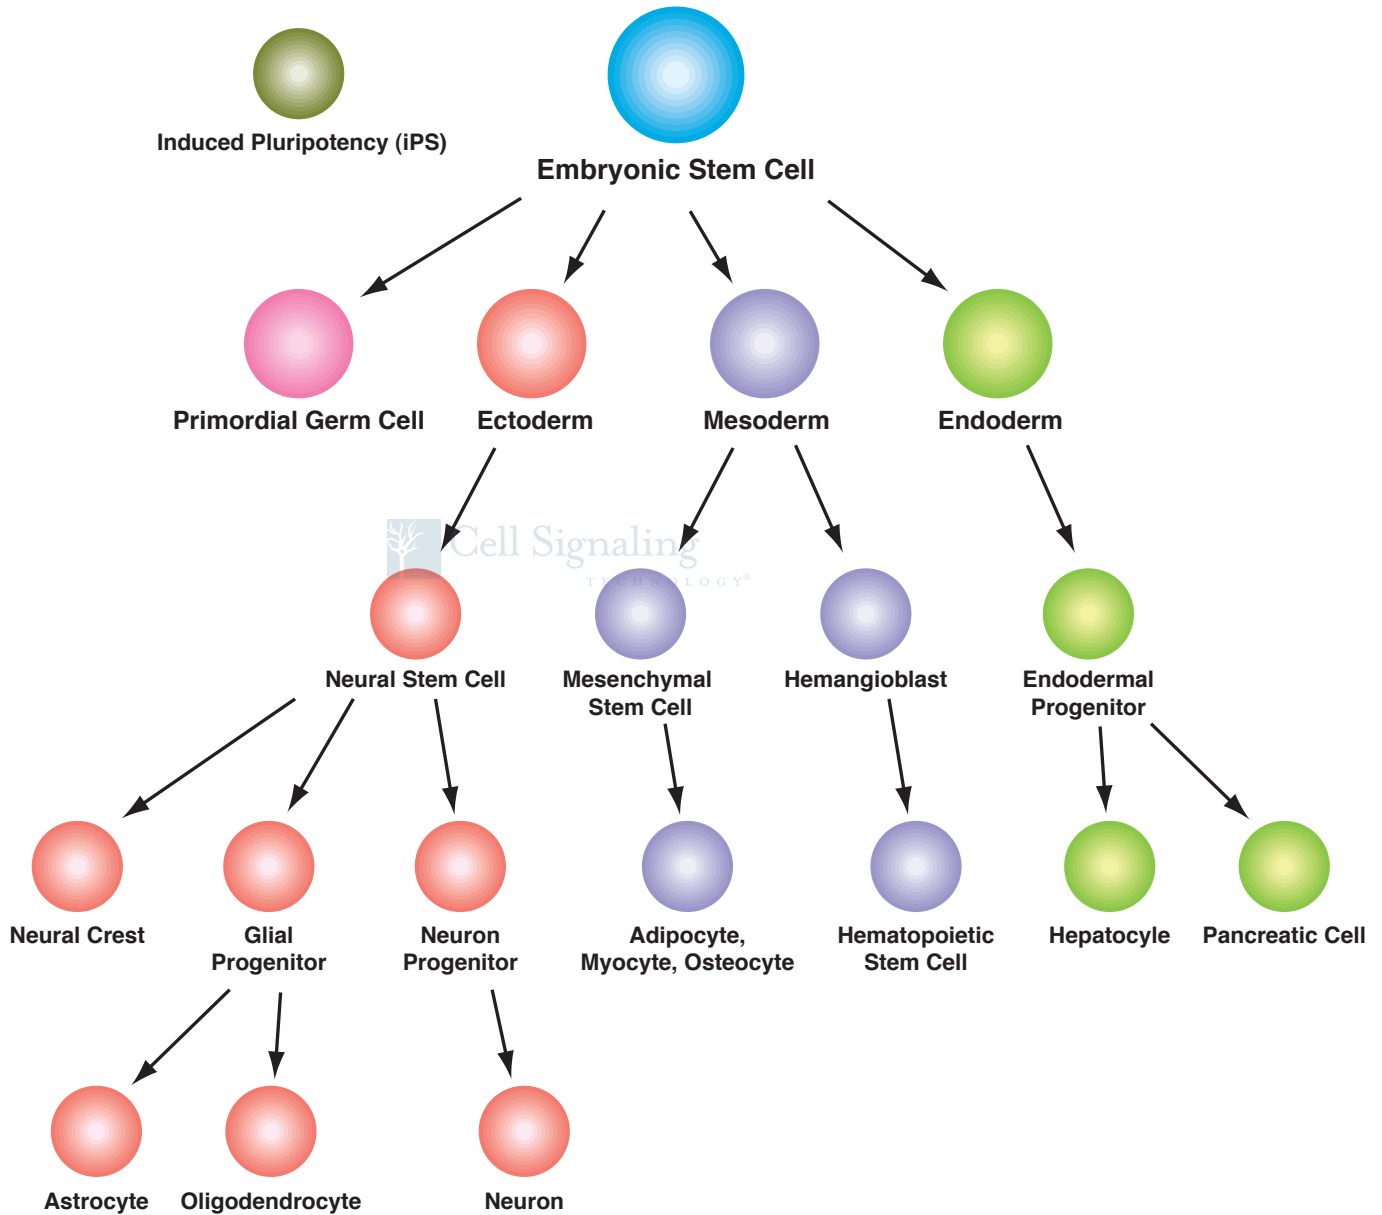 Induced Pluripotency (iPS)
Embryonic Stem Cell
Primordial Germ Cell
Ectoderm
Mesoderm
Endoderm
Cell Signaling
TECHNOLOGY®
Neural Stem Cell
Mesenchymal
Stem Cell
Hemangioblast
Endodermal
Progenitor
Neural Crest
Glial
Progenitor
Neuron
Progenitor
Adipocyte,
Myocyte, Osteocyte
Hematopoietic
Stem Cell
Hepatocyle
Pancreatic Cell
Astrocyte
Oligodendrocyte
Neuron